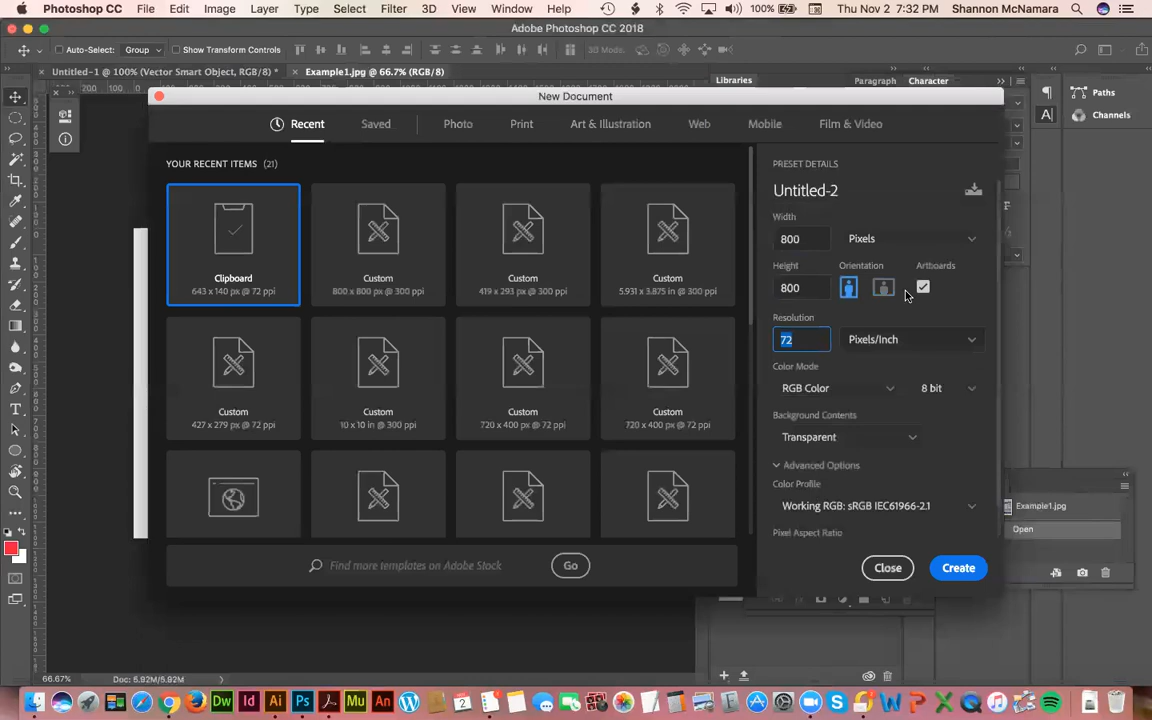 Photoshop CC File Edit Image Layer Type Select Filter 3D View Window Help 100% Thu Nov 2 7:32 PM Shannon McNamara
Adobe Photoshop CC 2018
Auto-Select: Group Show Transform Controls 3D Mode:
Untitled-1 @ 100% (Vector Smart Object, RGB/8) * × Example1.jpg @ 66.7% (RGB/8)
Libraries Paragraph Character
Paths
Channels
New Document
Recent Saved Photo Print Art & Illustration Web Mobile Film & Video
YOUR RECENT ITEMS (21)
Clipboard
643 x 140 px @ 72 ppi
Custom
800 x 800 px @ 300 ppi
Custom
419 x 293 px @ 300 ppi
Custom
5.931 x 3.875 in @ 300 ppi
Custom
427 x 279 px @ 72 ppi
Custom
10 x 10 in @ 300 ppi
Custom
720 x 400 px @ 72 ppi
Custom
720 x 400 px @ 72 ppi
Find more templates on Adobe Stock Go
PRESET DETAILS
Untitled-2
Width
800 Pixels
Height Orientation Artboards
800
Resolution
72 Pixels/Inch
Color Mode
RGB Color 8 bit
Background Contents
Transparent
Advanced Options
Color Profile
Working RGB: sRGB IEC61966-2.1
Pixel Aspect Ratio
Close Create
Example1.jpg
Open
66.67% Doc: 5.92M/5.92M
Dw Id Ai Ps Mu An